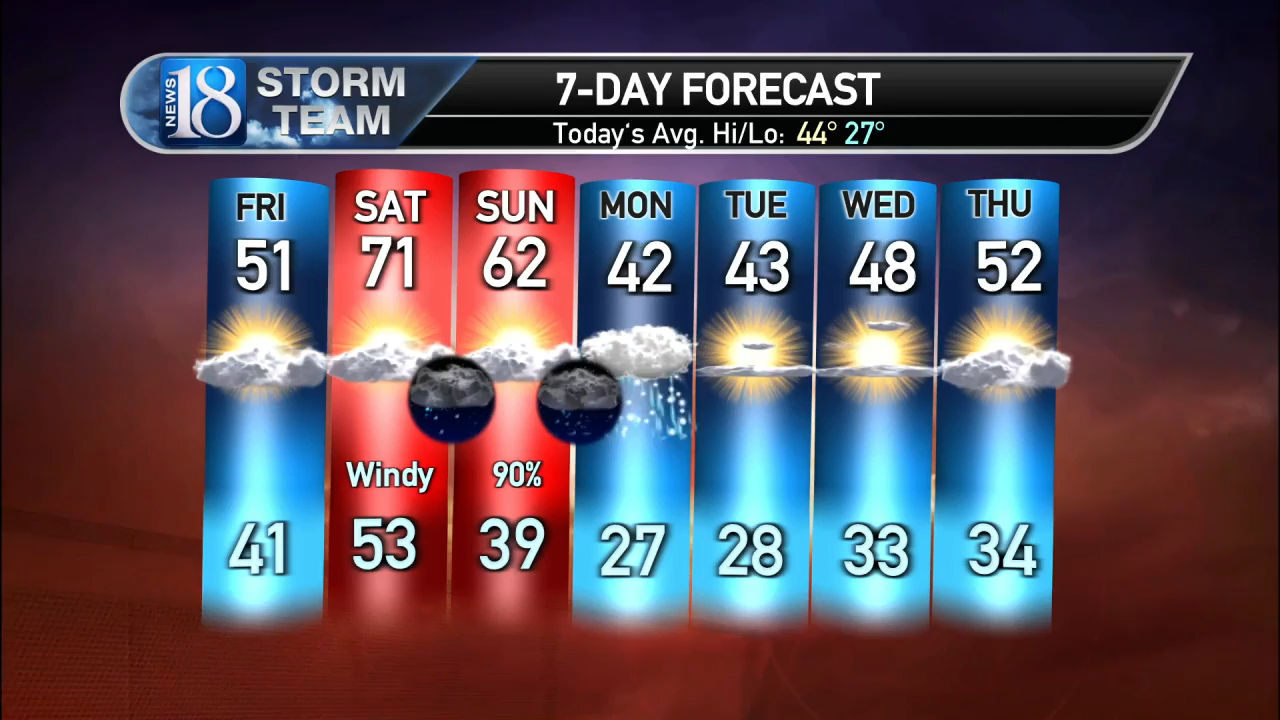 NEWS 18 STORM TEAM
7-DAY FORECAST
Today's Avg. Hi/Lo: 44° 27°
FRI SAT SUN MON TUE WED THU
51 71 62 42 43 48 52
Windy 90%
41 53 39 27 28 33 34